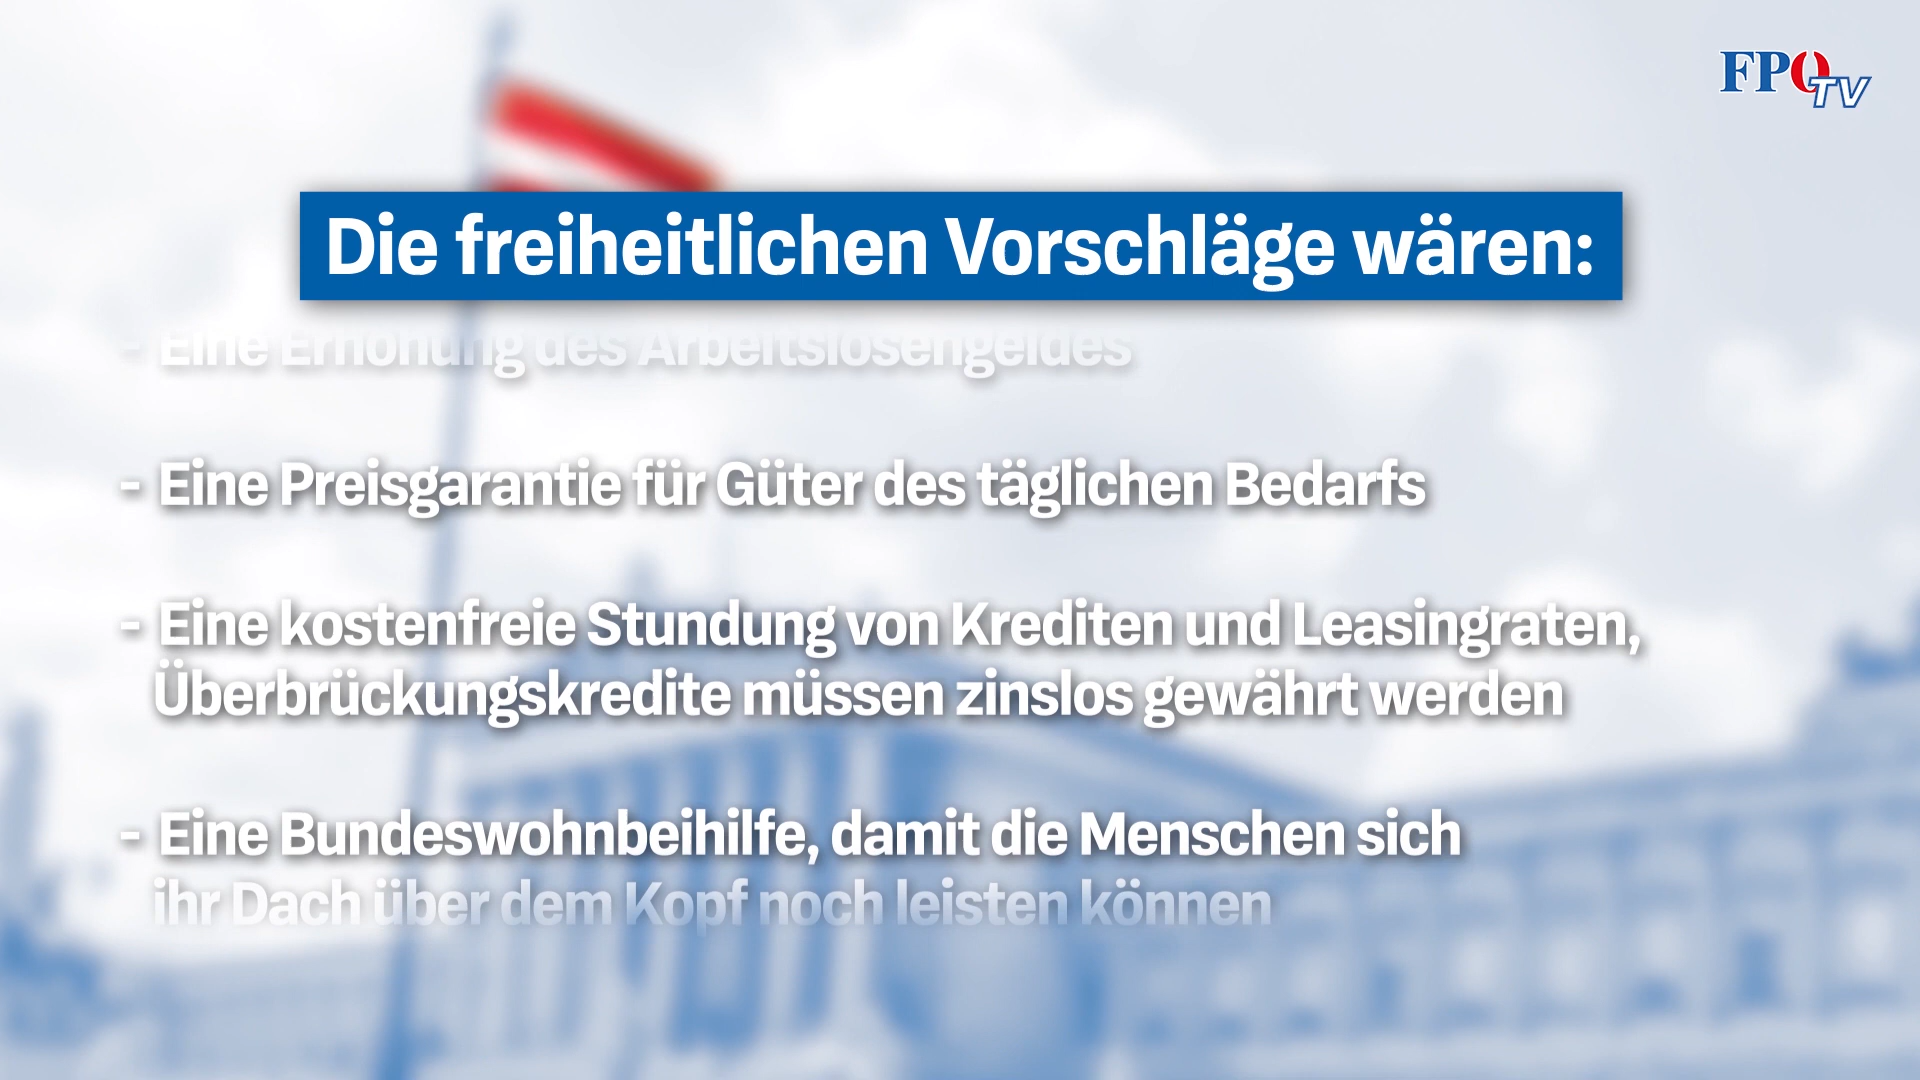 FPÖ TV
Die freiheitlichen Vorschläge wären:
- Eine Erhöhung des Arbeitslosengeldes
- Eine Preisgarantie für Güter des täglichen Bedarfs
- Eine kostenfreie Stundung von Krediten und Leasingraten,
Überbrückungskredite müssen zinslos gewährt werden
- Eine Bundeswohnbeihilfe, damit die Menschen sich
ihr Dach über dem Kopf noch leisten können